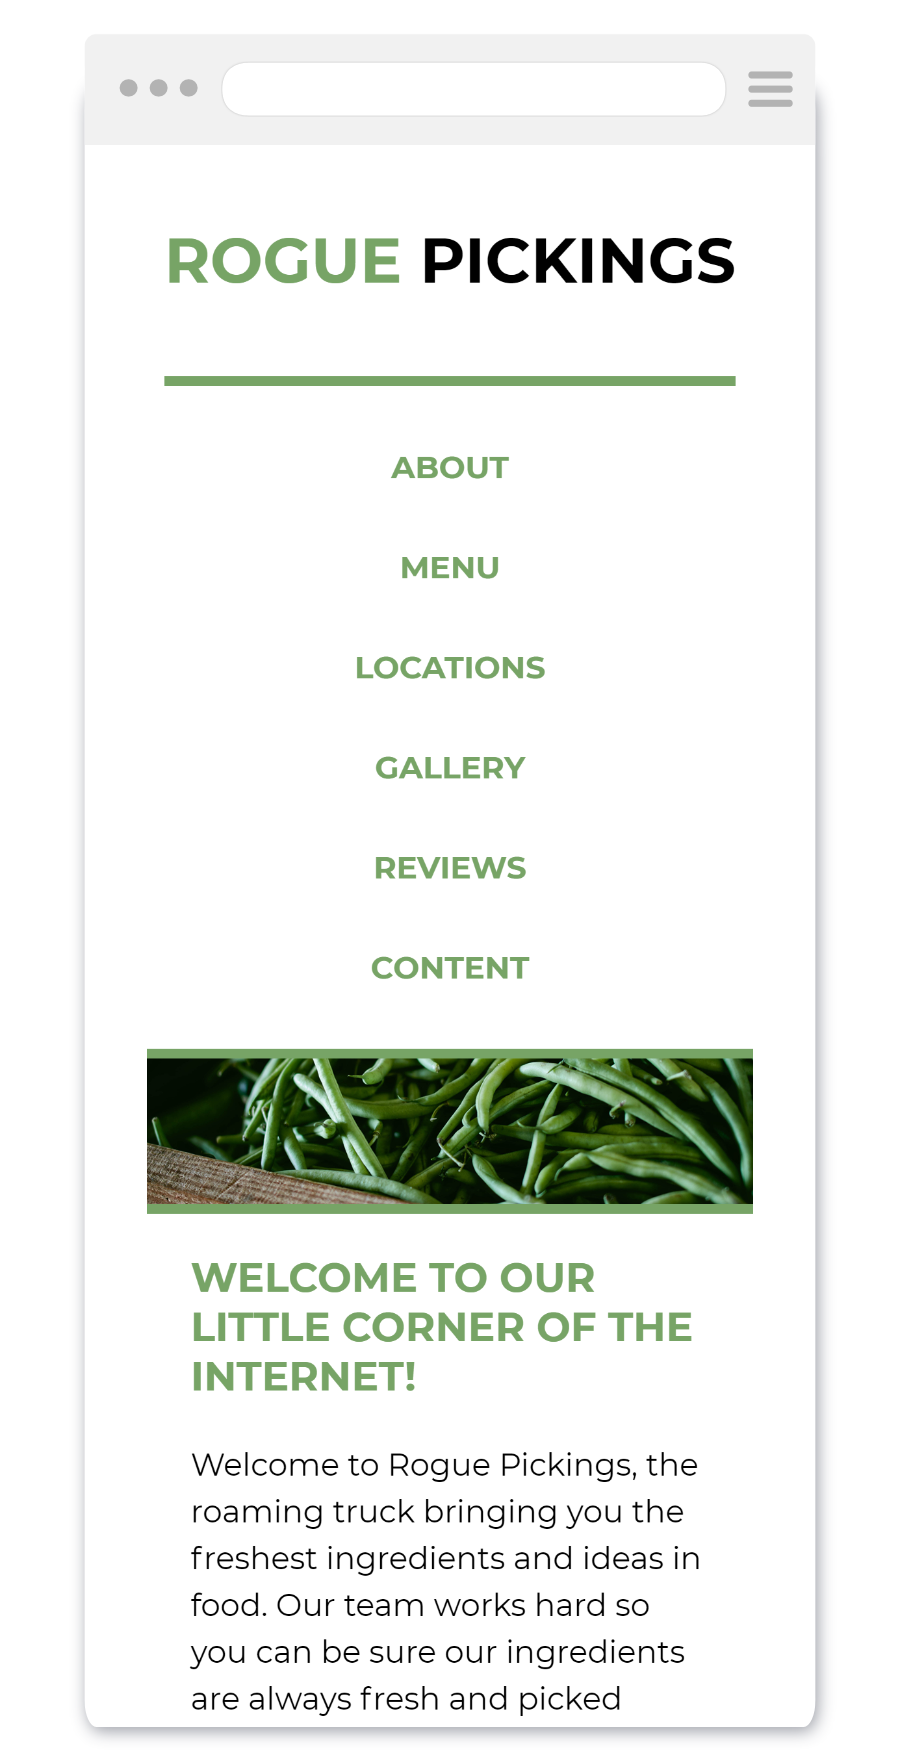 ROGUE PICKINGS
ABOUT
MENU
LOCATIONS
GALLERY
REVIEWS
CONTENT
WELCOME TO OUR
LITTLE CORNER OF THE
INTERNET!
Welcome to Rogue Pickings, the
roaming truck bringing you the
freshest ingredients and ideas in
food. Our team works hard so
you can be sure our ingredients
are always fresh and picked